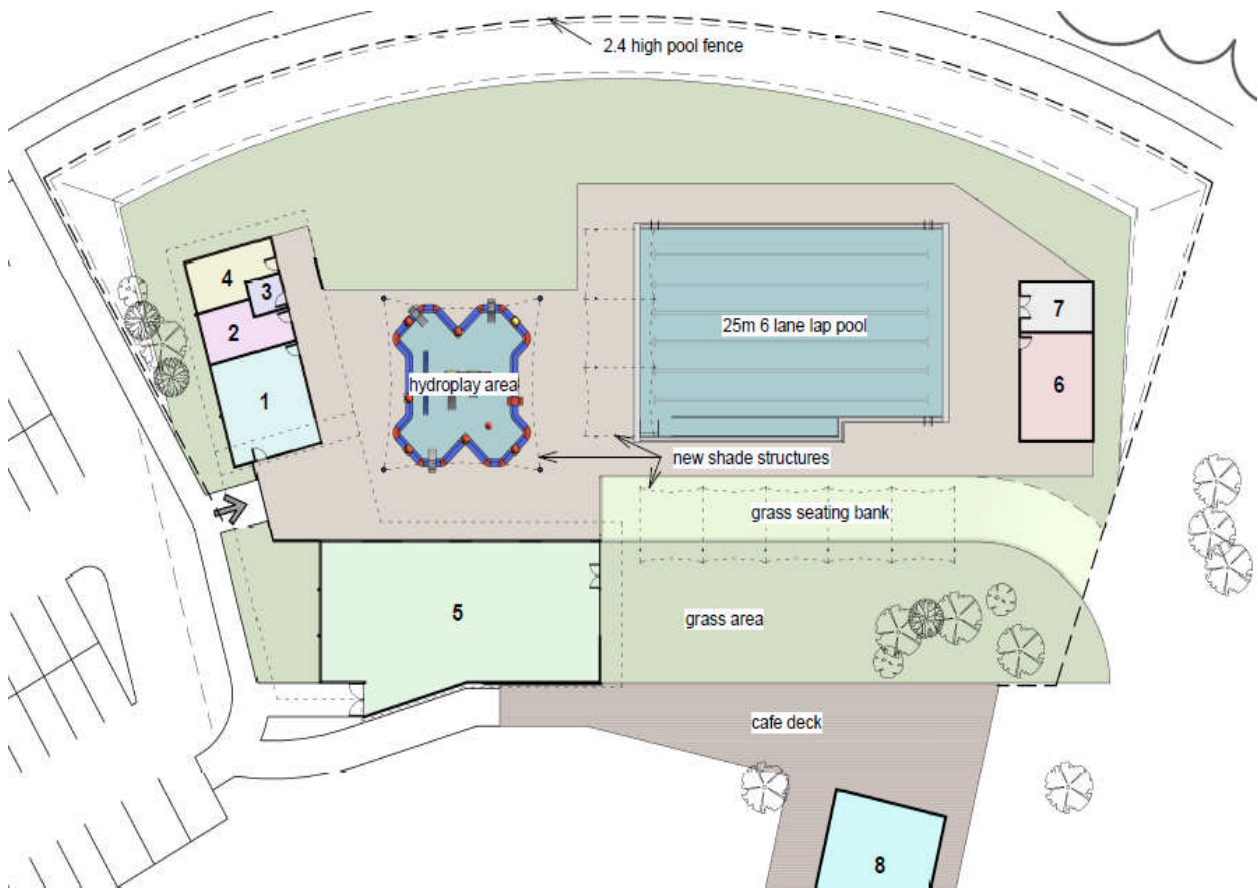 2.4 high pool fence
4
3
2
1
hydroplay area
25m 6 lane lap pool
7
6
new shade structures
grass seating bank
5
grass area
cafe deck
8